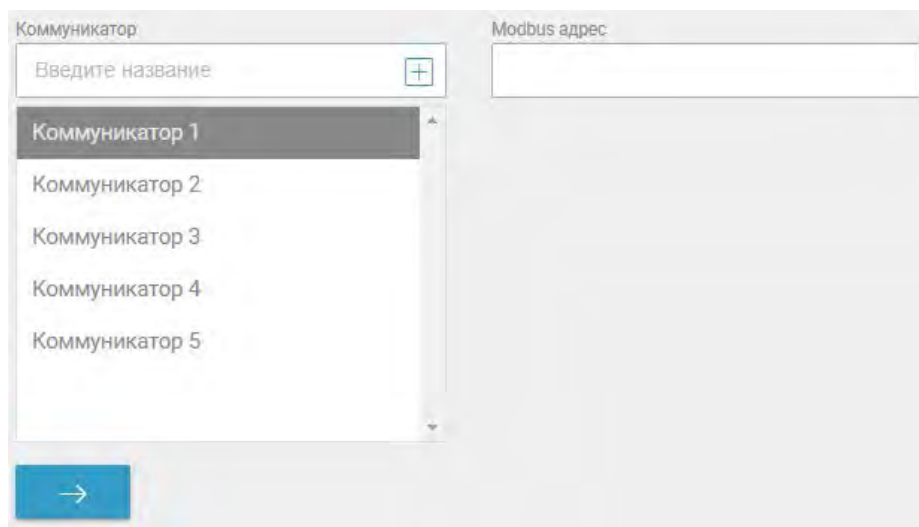 Коммуникатор
Modbus адрес
Введите название
Коммуникатор 1
Коммуникатор 2
Коммуникатор 3
Коммуникатор 4
Коммуникатор 5